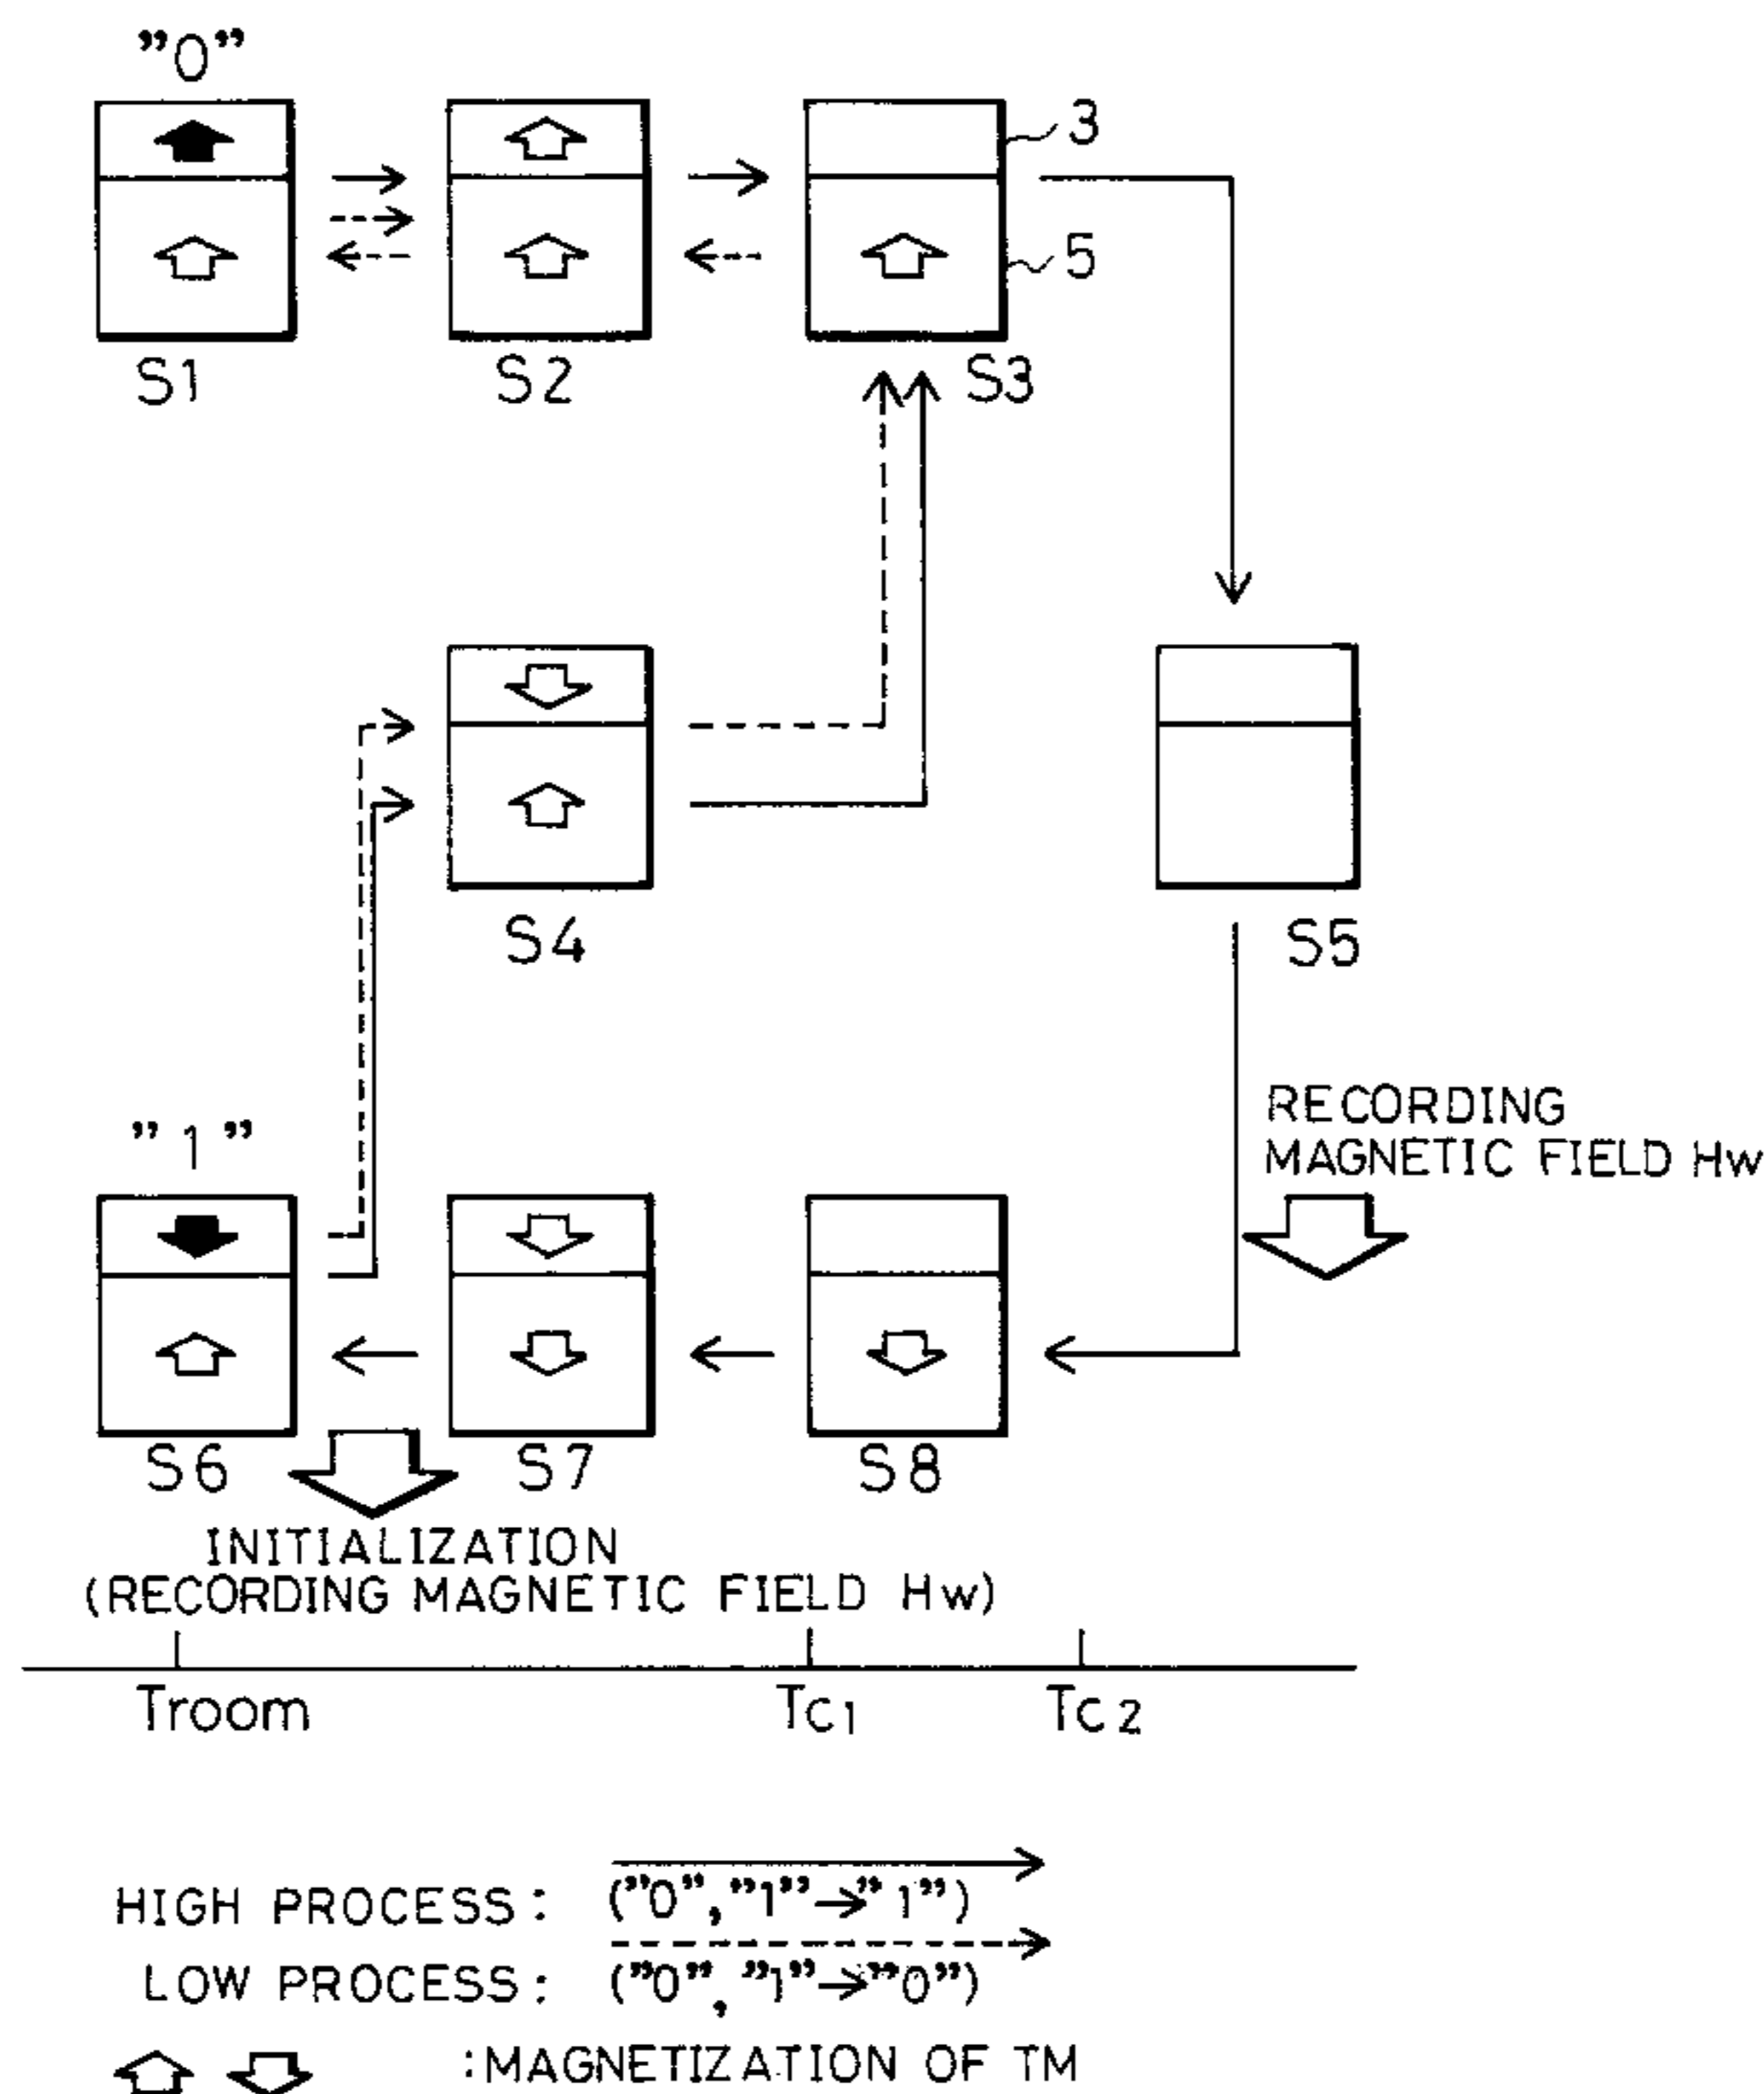 ”0”
3
5
S1
S2
S3
S4
S5
RECORDING
MAGNETIC FIELD Hw
”1”
S6
S7
S8
INITIALIZATION
(RECORDING MAGNETIC FIELD Hw)
Troom
Tc1
Tc2
HIGH PROCESS: (”0”,”1”→”1”)
LOW PROCESS: (”0”,”1”→”0”)
:MAGNETIZATION OF TM